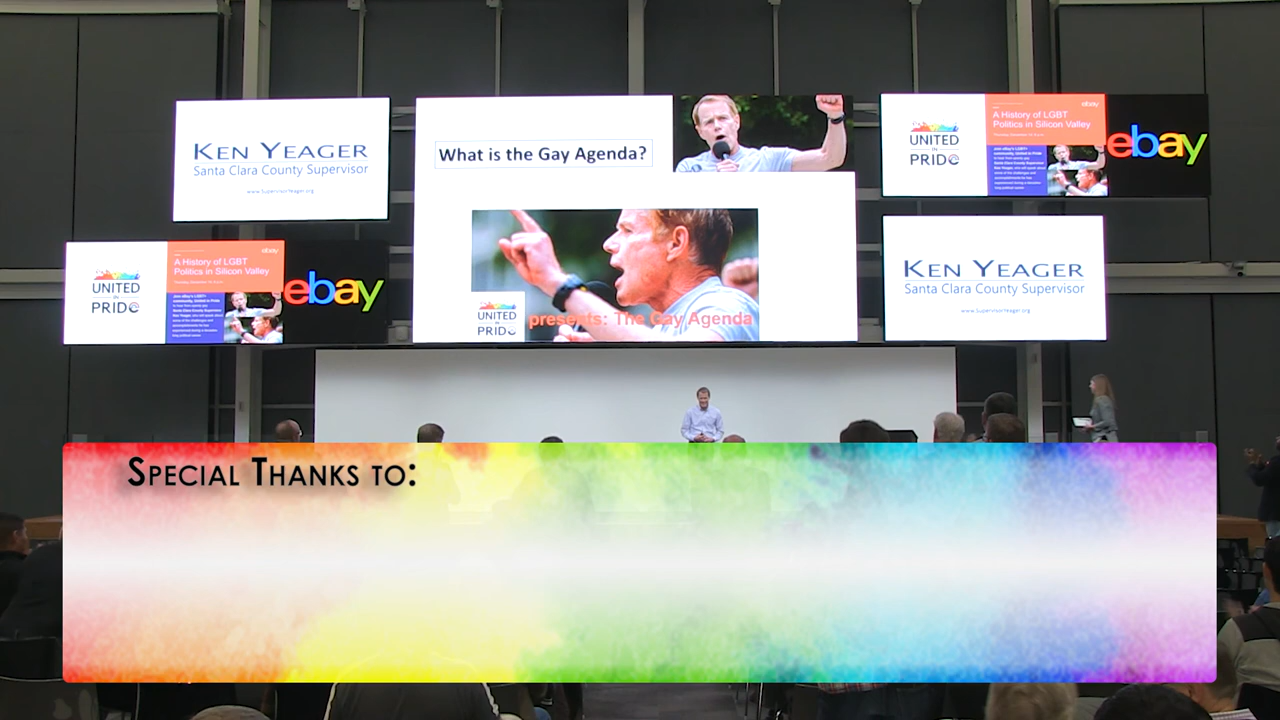 KEN YEAGER
Santa Clara County Supervisor
www.SupervisorYeager.org
What is the Gay Agenda?
UNITED
IN
PRIDE
ebay
A History of LGBT
Politics in Silicon Valley
ebay
UNITED
IN
PRIDE
ebay
A History of LGBT
Politics in Silicon Valley
ebay
UNITED
IN
PRIDE
presents: The Gay Agenda
KEN YEAGER
Santa Clara County Supervisor
www.SupervisorYeager.org
SPECIAL THANKS TO: